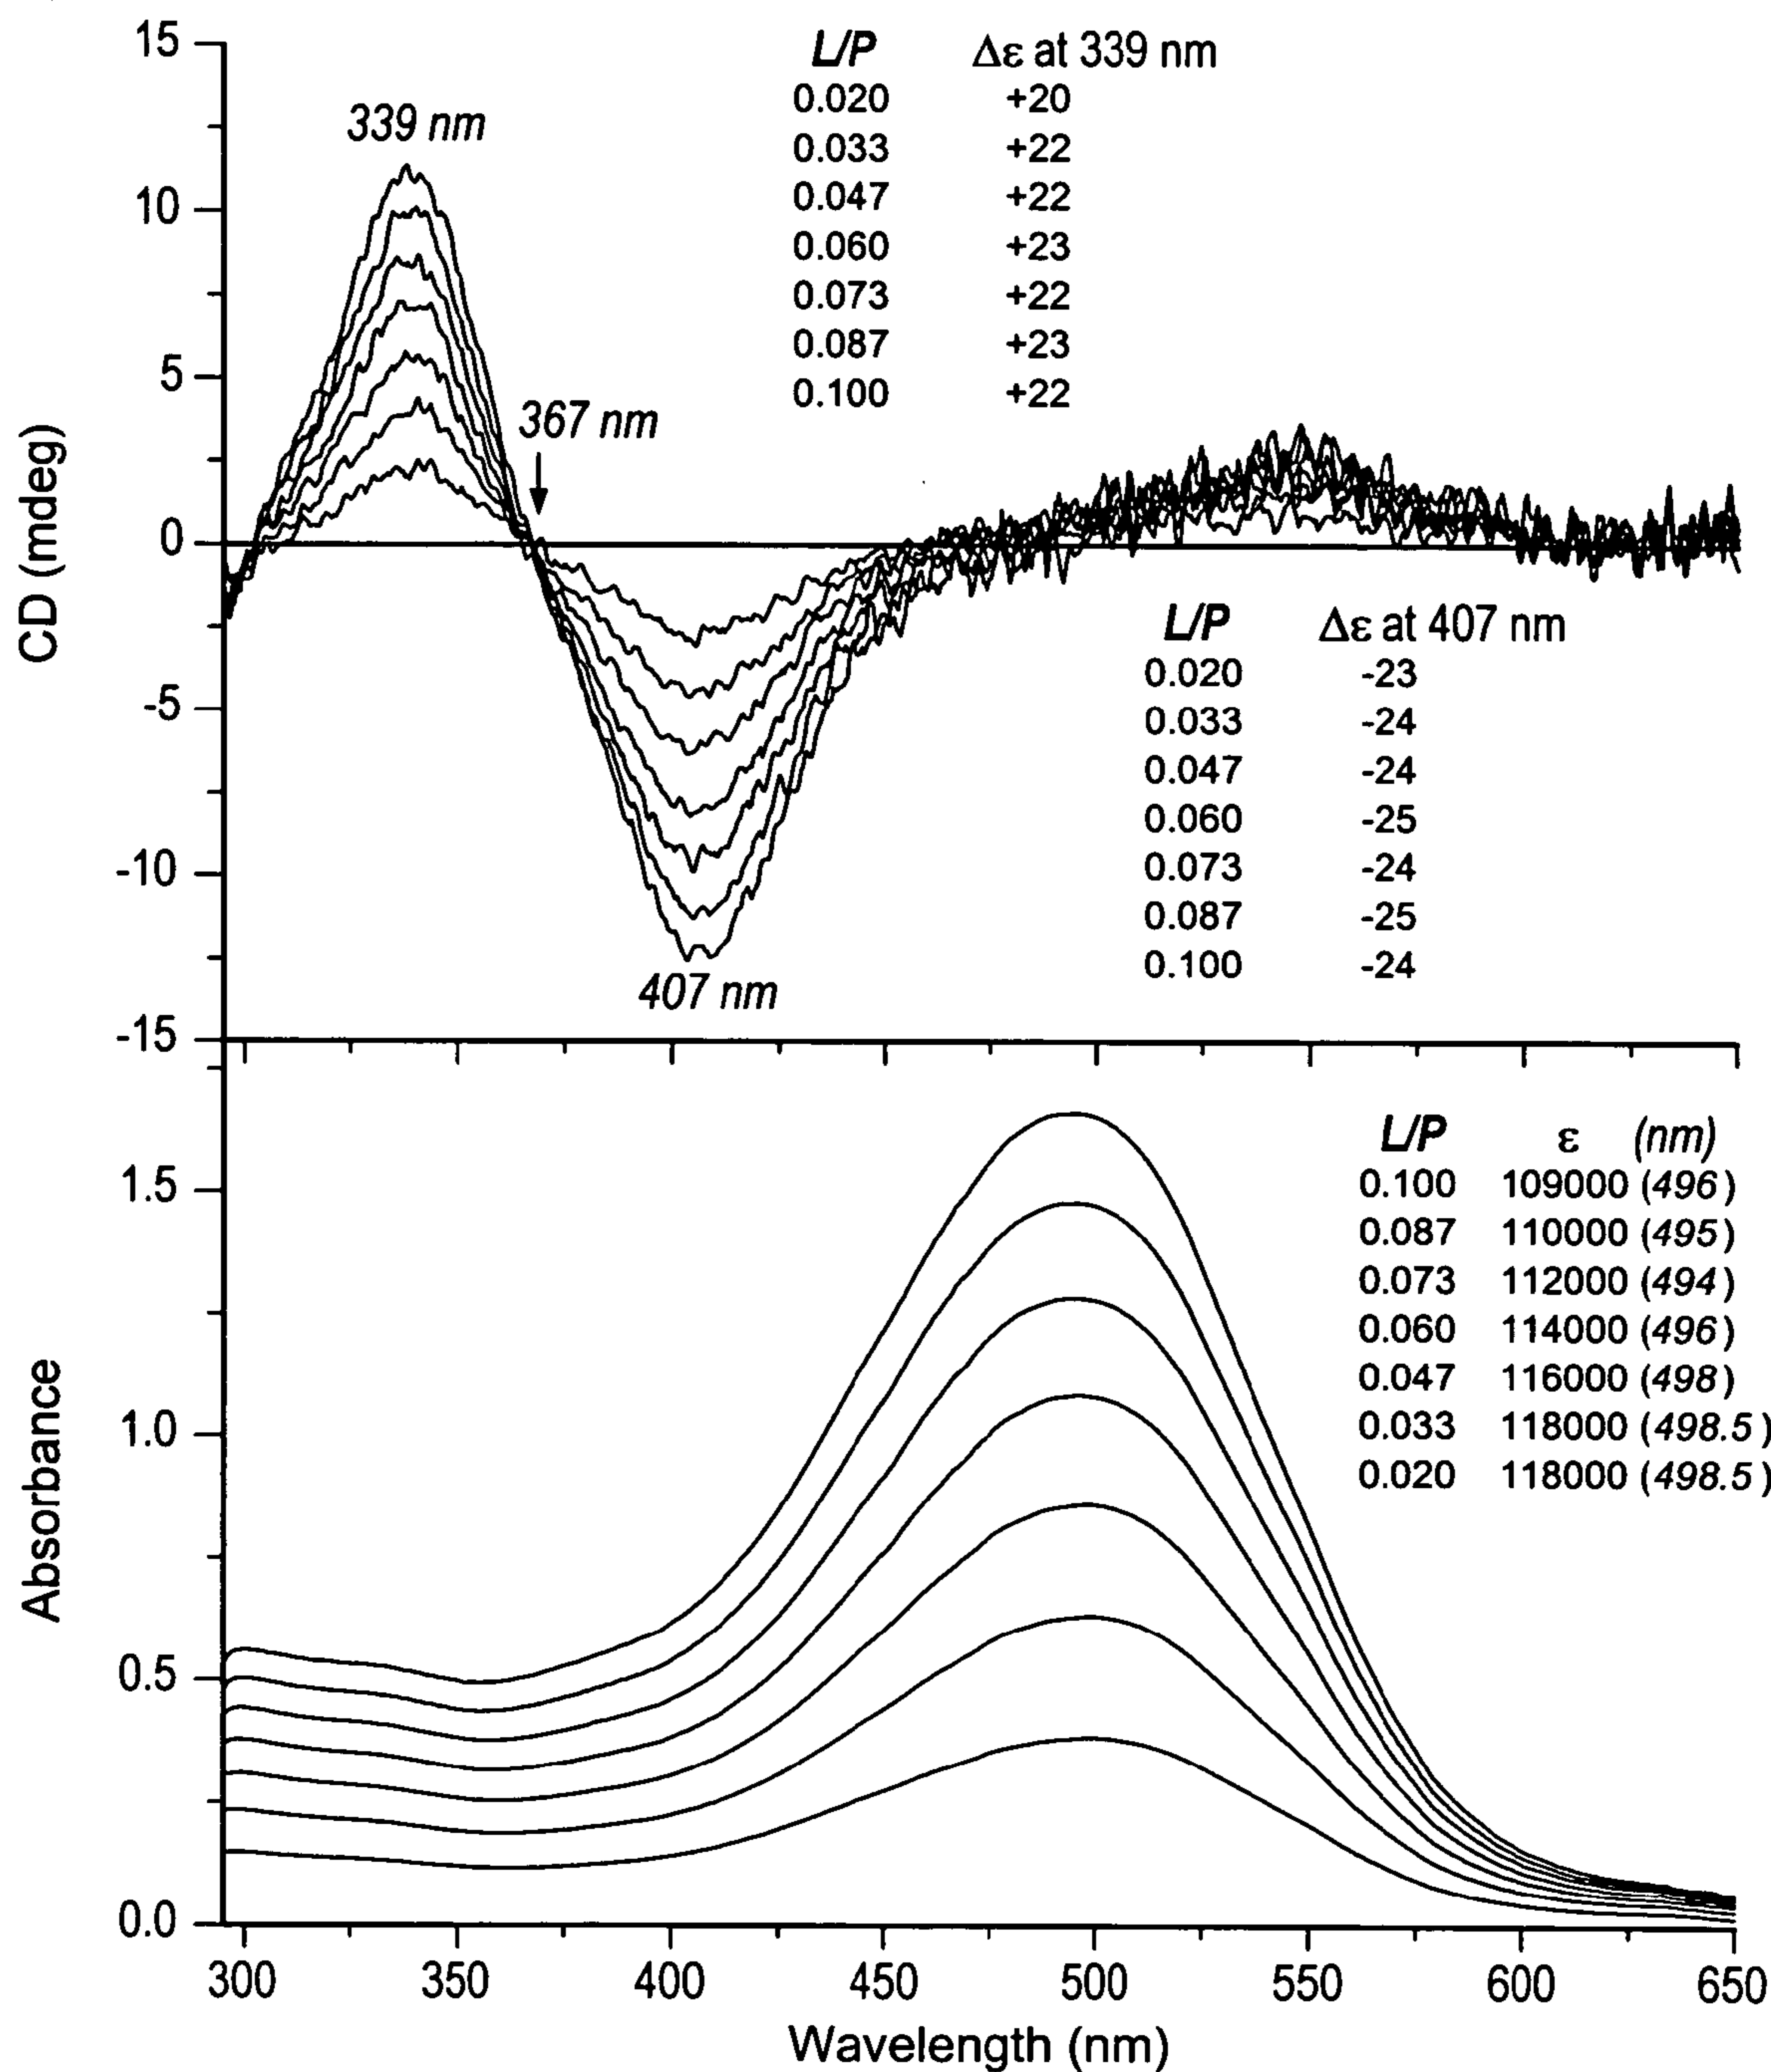 L/P Δε at 339 nm
0.020 +20
0.033 +22
0.047 +22
0.060 +23
0.073 +22
0.087 +23
0.100 +22
339 nm
367 nm
407 nm
L/P Δε at 407 nm
0.020 -23
0.033 -24
0.047 -24
0.060 -25
0.073 -24
0.087 -25
0.100 -24
15
10
5
0
-5
-10
-15
CD (mdeg)
L/P ε (nm)
0.100 109000 (496)
0.087 110000 (495)
0.073 112000 (494)
0.060 114000 (496)
0.047 116000 (498)
0.033 118000 (498.5)
0.020 118000 (498.5)
1.5
1.0
0.5
0.0
Absorbance
300 350 400 450 500 550 600 650
Wavelength (nm)